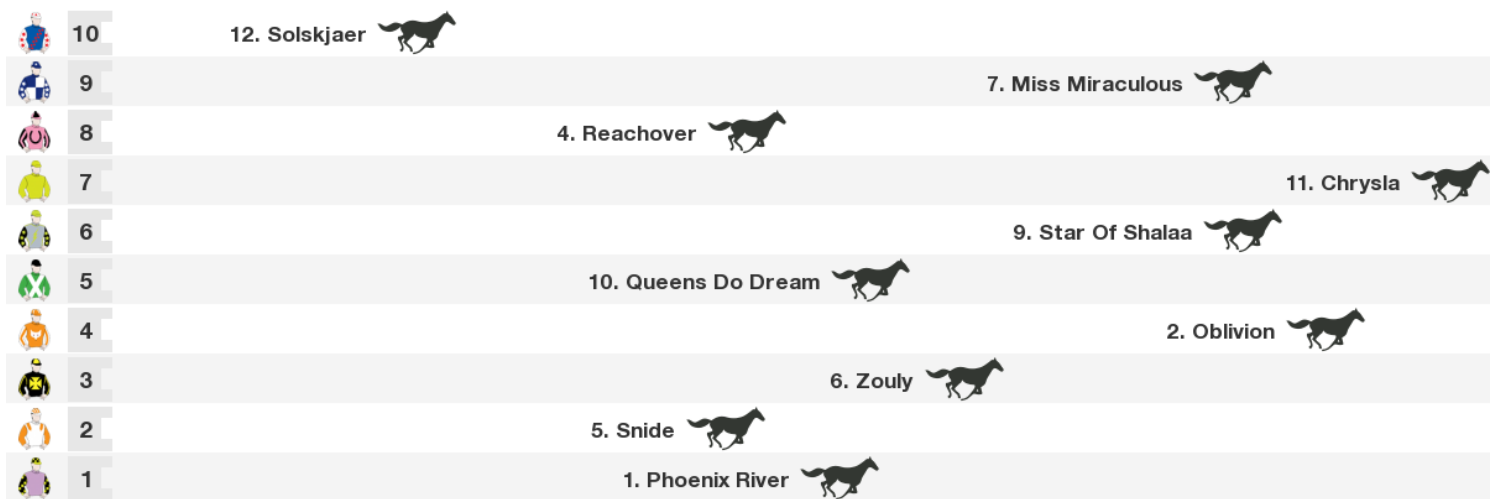 10 12. Solskjaer
9 7. Miss Miraculous
8 4. Reachover
7 11. Chrysla
6 9. Star Of Shalaa
5 10. Queens Do Dream
4 2. Oblivion
3 6. Zouly
2 5. Snide
1 1. Phoenix River